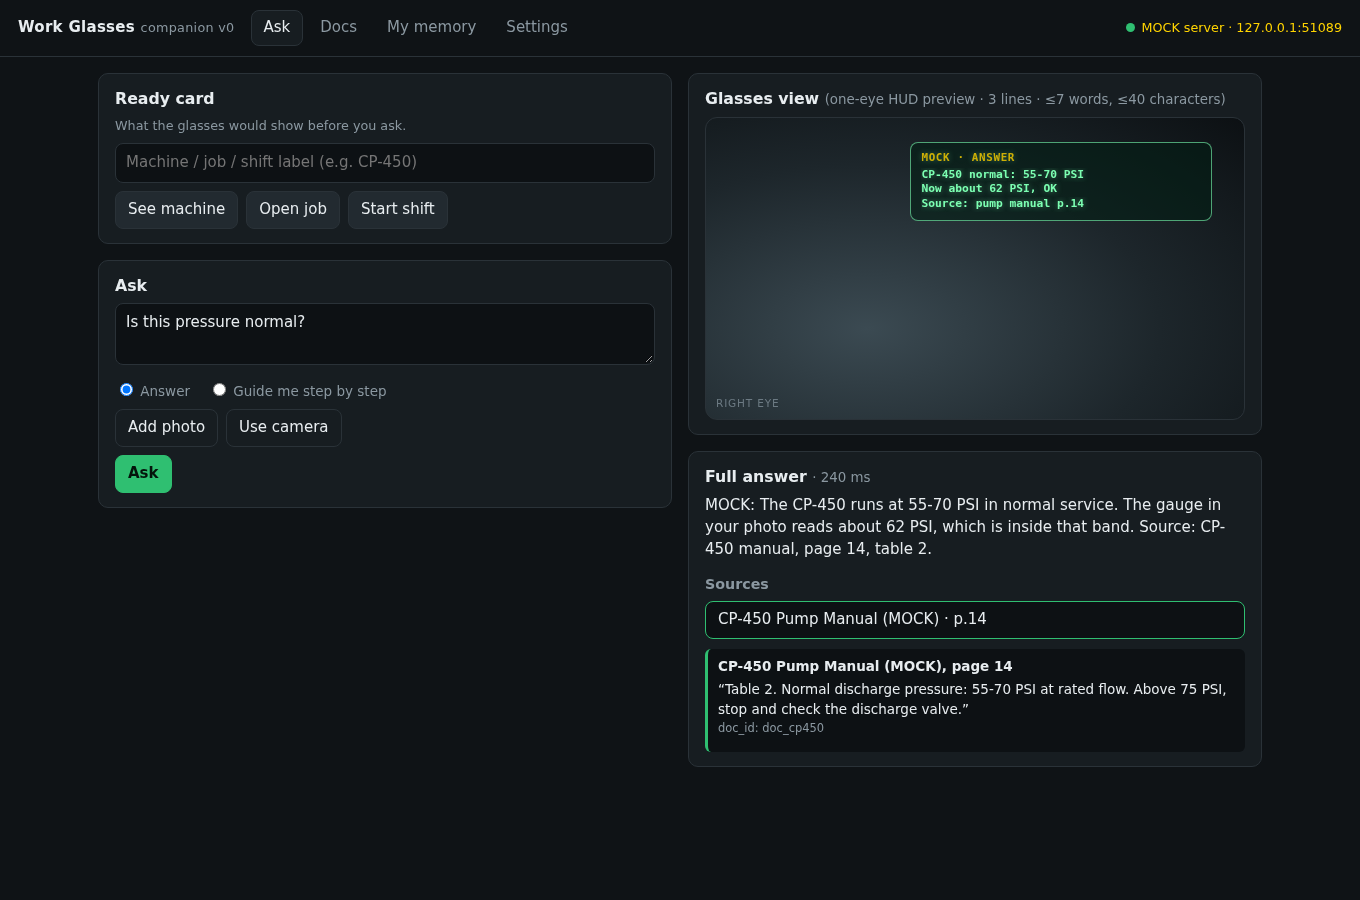 Work Glasses companion v0
Ask
Docs
My memory
Settings
MOCK server · 127.0.0.1:51089
Ready card
What the glasses would show before you ask.
Machine / job / shift label (e.g. CP-450)
See machine
Open job
Start shift
Ask
Is this pressure normal?
Answer
Guide me step by step
Add photo
Use camera
Ask
Glasses view (one-eye HUD preview · 3 lines · ≤7 words, ≤40 characters)
MOCK · ANSWER
CP-450 normal: 55-70 PSI
Now about 62 PSI, OK
Source: pump manual p.14
RIGHT EYE
Full answer · 240 ms
MOCK: The CP-450 runs at 55-70 PSI in normal service. The gauge in
your photo reads about 62 PSI, which is inside that band. Source: CP-
450 manual, page 14, table 2.
Sources
CP-450 Pump Manual (MOCK) · p.14
CP-450 Pump Manual (MOCK), page 14
“Table 2. Normal discharge pressure: 55-70 PSI at rated flow. Above 75 PSI,
stop and check the discharge valve.”
doc_id: doc_cp450